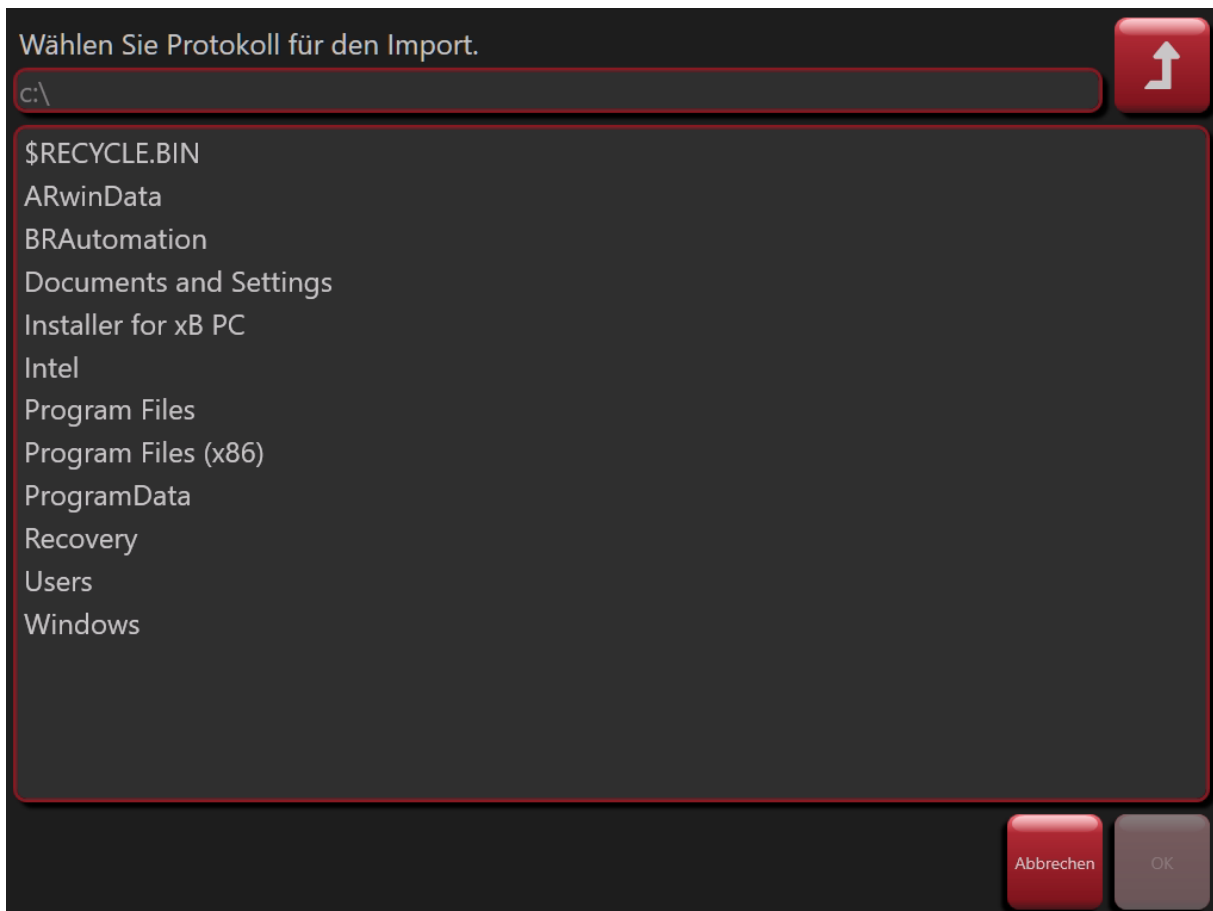 Wählen Sie Protokoll für den Import.
c:\
$RECYCLE.BIN
ARwinData
BRAutomation
Documents and Settings
Installer for xB PC
Intel
Program Files
Program Files (x86)
ProgramData
Recovery
Users
Windows
Abbrechen
OK